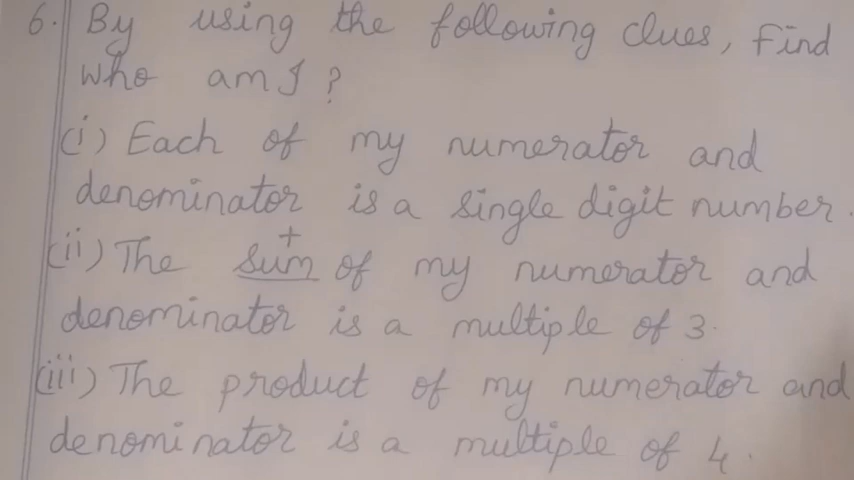 6. By using the following clues, Find
who am I ?
(i) Each of my numerator and
denominator is a single digit number.
+
(ii) The sum of my numerator and
denominator is a multiple of 3.
(iii) The product of my numerator and
denominator is a multiple of 4.